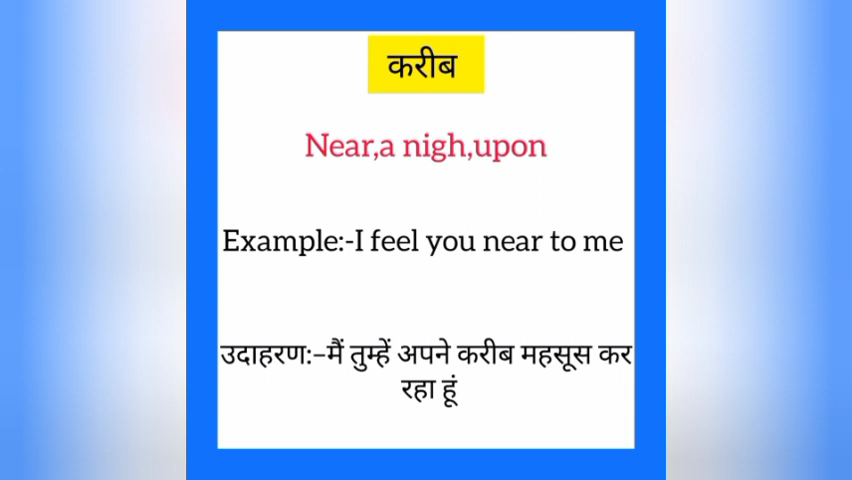 करीब
Near,a nigh,upon
Example:-I feel you near to me
उदाहरण:–मैं तुम्हें अपने करीब महसूस कर
रहा हूं